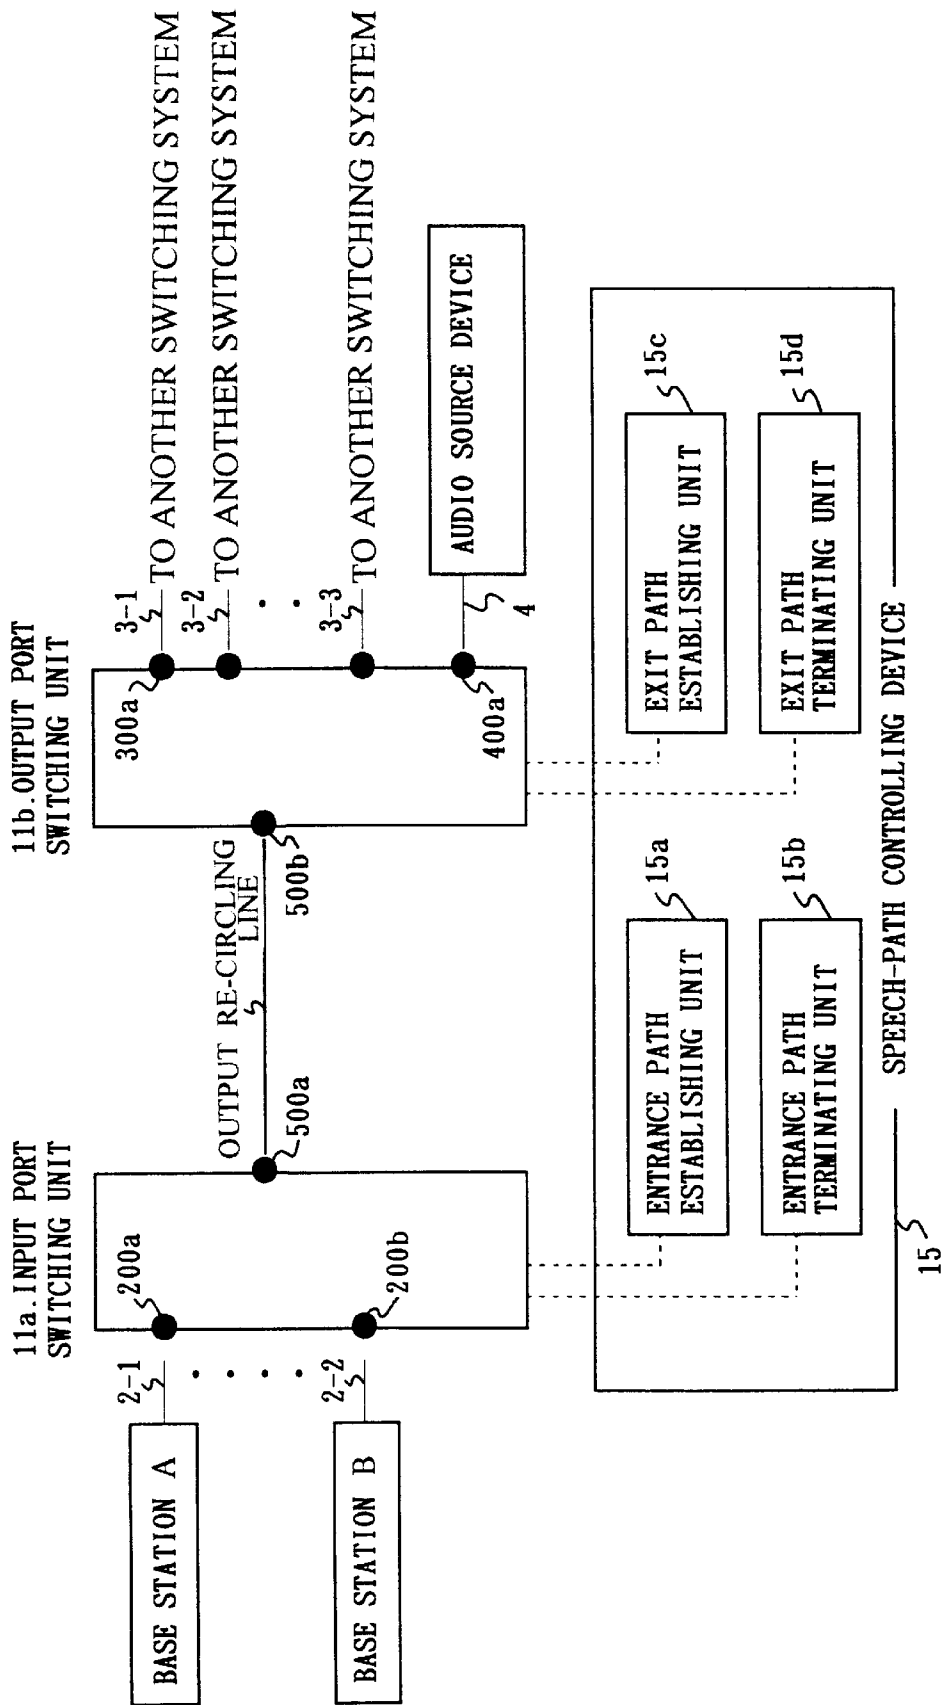 11a.INPUT PORT
SWITCHING UNIT
11b.OUTPUT PORT
SWITCHING UNIT
BASE STATION A
2-1
200a
BASE STATION B
2-2
200b
OUTPUT RE-CIRCLING
LINE
500a
500b
300a
3-1
TO ANOTHER SWITCHING SYSTEM
3-2
TO ANOTHER SWITCHING SYSTEM
3-3
TO ANOTHER SWITCHING SYSTEM
400a
4
AUDIO SOURCE DEVICE
ENTRANCE PATH
ESTABLISHING UNIT
15a
EXIT PATH
ESTABLISHING UNIT
15c
ENTRANCE PATH
TERMINATING UNIT
15b
EXIT PATH
TERMINATING UNIT
15d
SPEECH-PATH CONTROLLING DEVICE
15